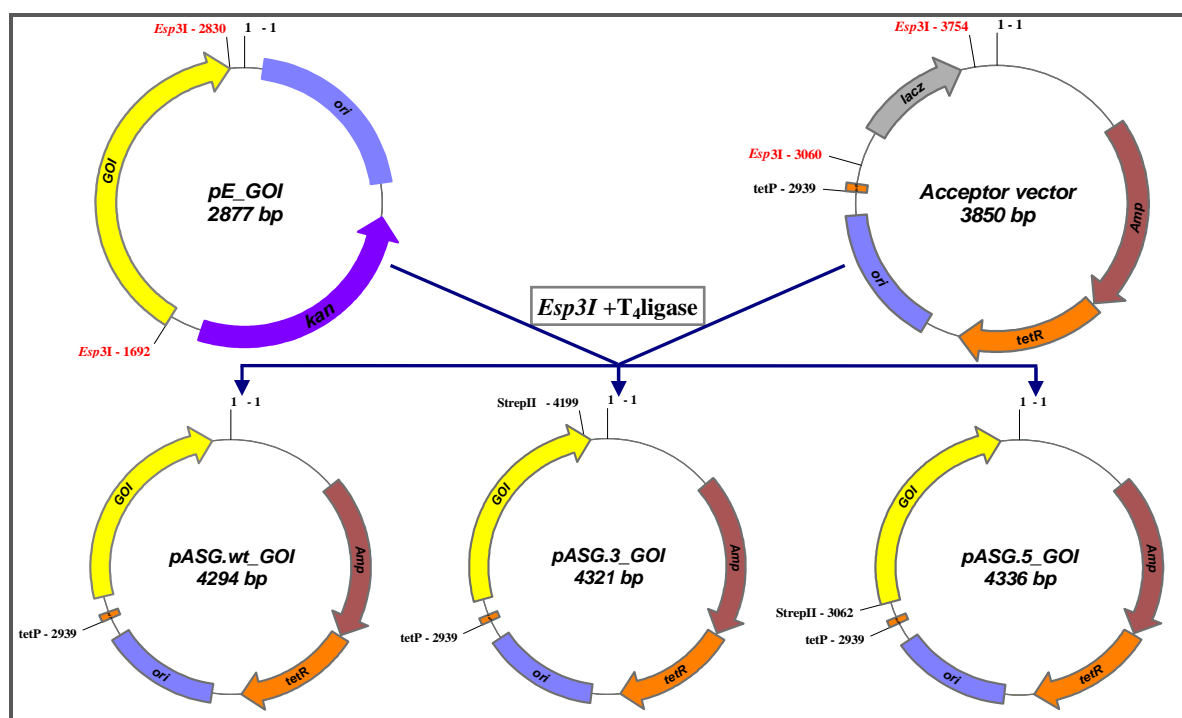 Esp3I - 2830
1 - 1
ori
GOI
pE_GOI
2877 bp
kan
Esp3I - 1692
Esp3I - 3754
1 - 1
lacz
Esp3I - 3060
tetP - 2939
Acceptor vector
3850 bp
Amp
ori
tetR
Esp3I +T4ligase
1 - 1
GOI
pASG.wt_GOI
4294 bp
Amp
tetP - 2939
ori
tetR
StrepII - 4199
1 - 1
GOI
pASG.3_GOI
4321 bp
Amp
tetP - 2939
ori
tetR
1 - 1
GOI
pASG.5_GOI
4336 bp
Amp
StrepII - 3062
tetP - 2939
ori
tetR